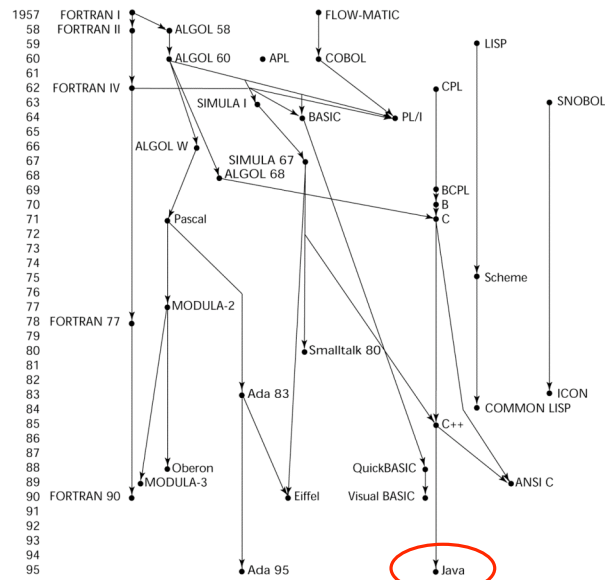 1957 FORTRAN I FLOW-MATIC
58 FORTRAN II ALGOL 58
59 LISP
60 ALGOL 60 APL COBOL
61
62 FORTRAN IV CPL
63 SIMULA I SNOBOL
64 BASIC PL/I
65
66 ALGOL W
67 SIMULA 67
68 ALGOL 68
69 BCPL
70 B
71 Pascal C
72
73
74
75 Scheme
76
77 MODULA-2
78 FORTRAN 77
79
80 Smalltalk 80
81
82
83 Ada 83 ICON
84 COMMON LISP
85 C++
86
87
88 Oberon QuickBASIC
89 MODULA-3 ANSI C
90 FORTRAN 90 Eiffel Visual BASIC
91
92
93
94
95 Ada 95 Java